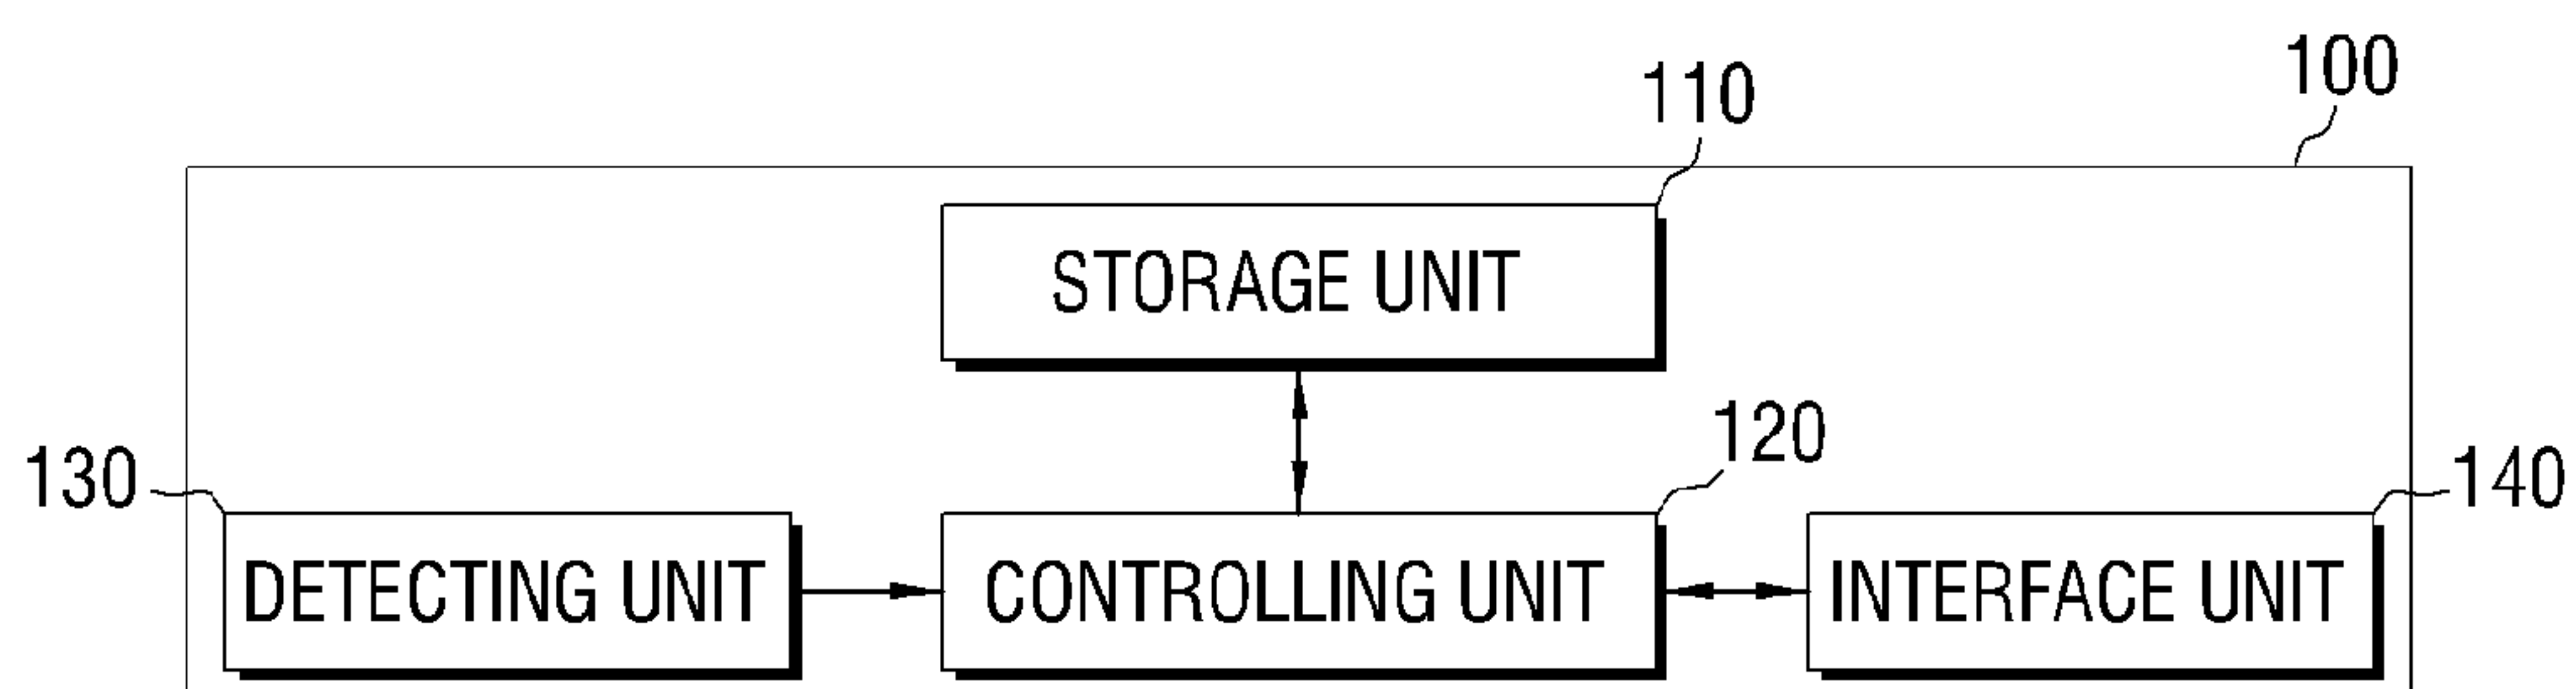 100
110
STORAGE UNIT
120
130
140
DETECTING UNIT
CONTROLLING UNIT
INTERFACE UNIT